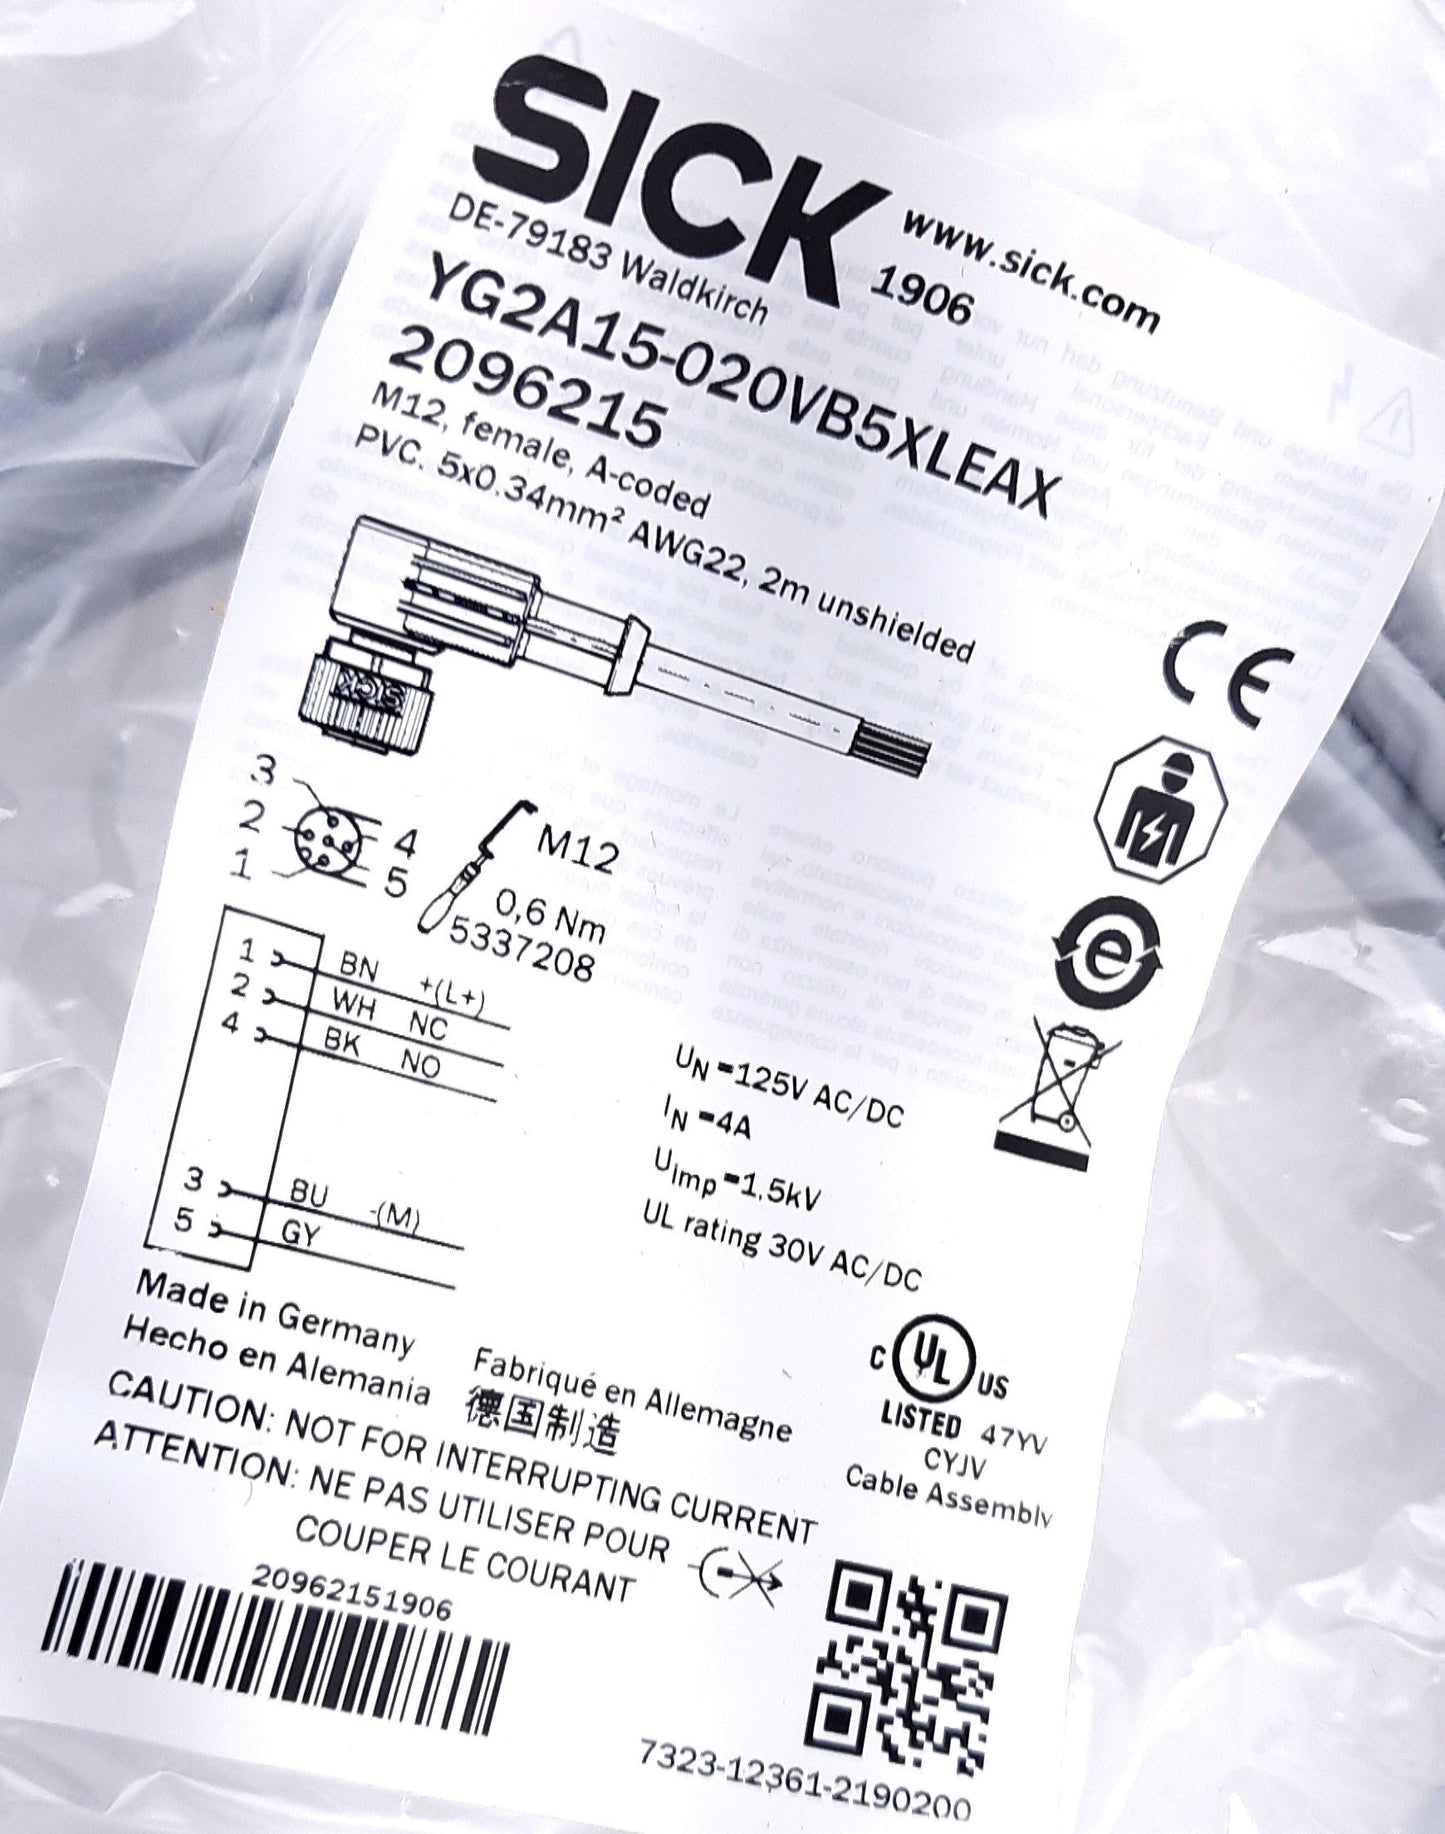 SICK
www.sick.com
DE-79183 Waldkirch
1906
YG2A15-020VB5XLEAX
2096215
M12, female, A-coded
PVC. 5x0.34mm² AWG22, 2m unshielded
SICK
CE
3
2
1
4
5
M12
0,6 Nm
5337208
e
1 BN +(L+)
2 WH NC
4 BK NO
3 BU -(M)
5 GY
UN =125V AC/DC
IN =4A
Uimp =1.5kV
UL rating 30V AC/DC
Made in Germany
Hecho en Alemania
Fabriqué en Allemagne
德国制造
C UL US
LISTED 47YV
CYJV
Cable Assembly
CAUTION: NOT FOR INTERRUPTING CURRENT
ATTENTION: NE PAS UTILISER POUR
COUPER LE COURANT
20962151906
7323-12361-2190200